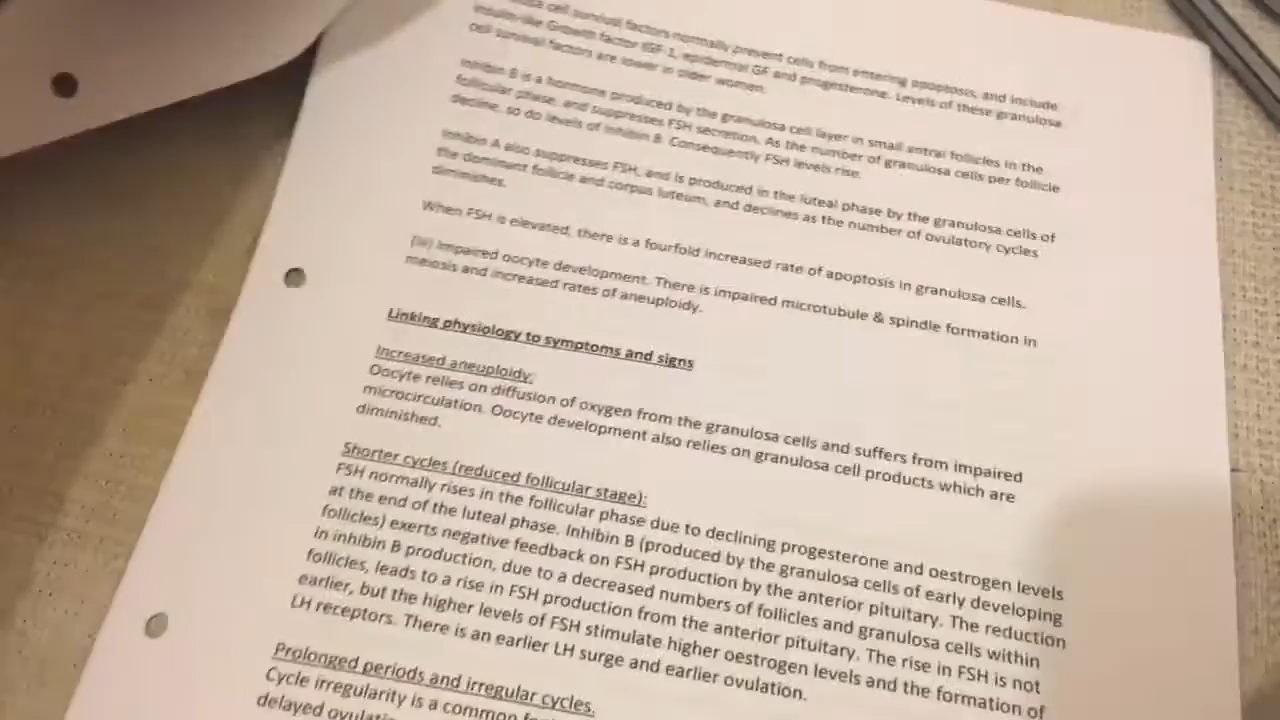 cell survival factors normally prevent cells from entering apoptosis, and include
Insulin-like Growth factor IGF-1, epidermal GF and progesterone. Levels of these granulosa
cell survival factors are lower in older women.
Inhibin B is a hormone produced by the granulosa cell layer in small antral follicles in the
follicular phase, and suppresses FSH secretion. As the number of granulosa cells per follicle
decline, so do levels of Inhibin B. Consequently FSH levels rise.
Inhibin A also suppresses FSH, and is produced in the luteal phase by the granulosa cells of
the dominant follicle and corpus luteum, and declines as the number of ovulatory cycles
diminishes.
When FSH is elevated, there is a fourfold increased rate of apoptosis in granulosa cells.
(iii) Impaired oocyte development. There is impaired microtubule & spindle formation in
meiosis and increased rates of aneuploidy.
Linking physiology to symptoms and signs
Increased aneuploidy:
Oocyte relies on diffusion of oxygen from the granulosa cells and suffers from impaired
microcirculation. Oocyte development also relies on granulosa cell products which are
diminished.
Shorter cycles (reduced follicular stage):
FSH normally rises in the follicular phase due to declining progesterone and oestrogen levels
at the end of the luteal phase. Inhibin B (produced by the granulosa cells of early developing
follicles) exerts negative feedback on FSH production by the anterior pituitary. The reduction
in inhibin B production, due to a decreased numbers of follicles and granulosa cells within
follicles, leads to a rise in FSH production from the anterior pituitary. The rise in FSH is not
earlier, but the higher levels of FSH stimulate higher oestrogen levels and the formation of
LH receptors. There is an earlier LH surge and earlier ovulation.
Prolonged periods and irregular cycles.
Cycle irregularity is a common
delayed